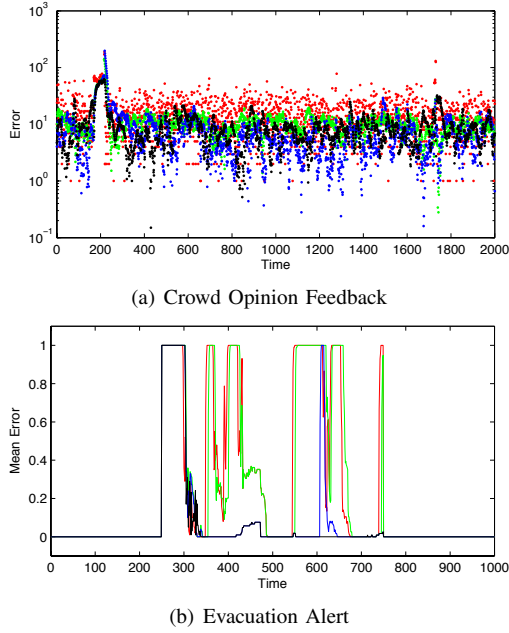 10^3
10^2
10^1
10^0
10^-1
Error
0 200 400 600 800 1000 1200 1400 1600 1800 2000
Time
(a) Crowd Opinion Feedback
1
0.8
0.6
0.4
0.2
0
Mean Error
0 100 200 300 400 500 600 700 800 900 1000
Time
(b) Evacuation Alert